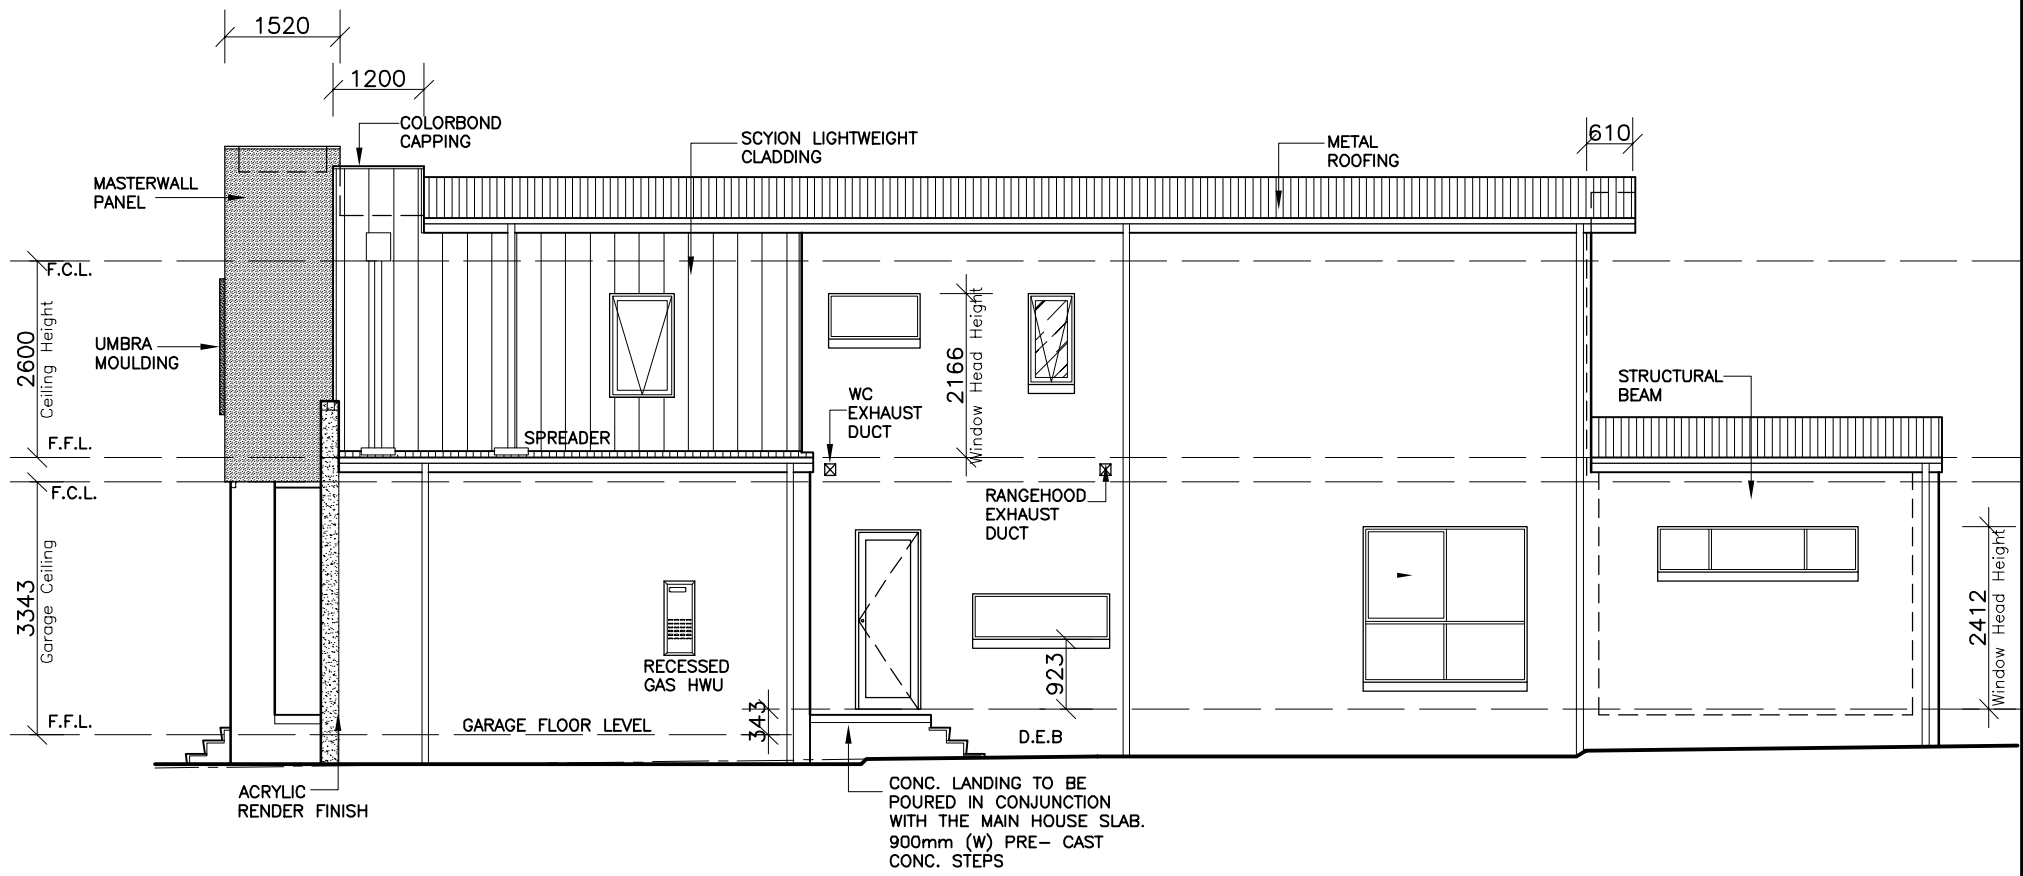 1520
1200
COLORBOND
CAPPING
SCYION LIGHTWEIGHT
CLADDING
METAL
ROOFING
610
MASTERWALL
PANEL
F.C.L.
2600
Ceiling Height
UMBRA
MOULDING
2166
Window Head Height
WC
EXHAUST
DUCT
STRUCTURAL
BEAM
F.F.L.
SPREADER
F.C.L.
RANGEHOOD
EXHAUST
DUCT
3343
Garage Ceiling
2412
Window Head Height
RECESSED
GAS HWU
923
F.F.L.
GARAGE FLOOR LEVEL
343
D.E.B
ACRYLIC
RENDER FINISH
CONC. LANDING TO BE
POURED IN CONJUNCTION
WITH THE MAIN HOUSE SLAB.
900mm (W) PRE- CAST
CONC. STEPS